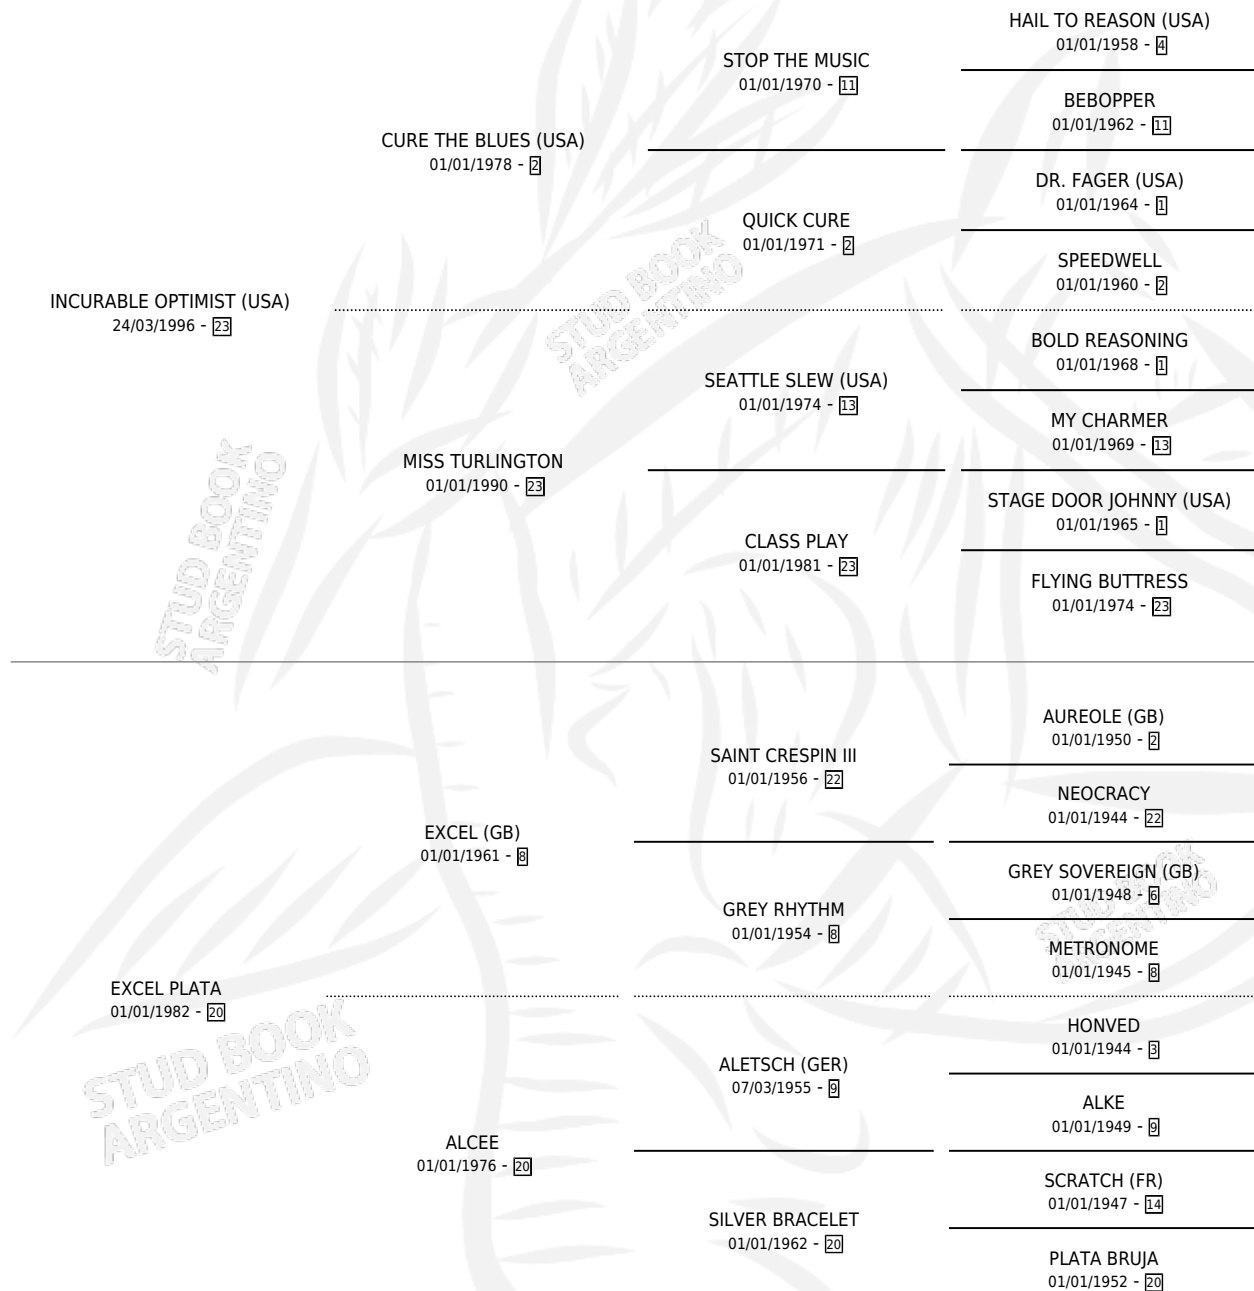 HAIL TO REASON (USA)
01/01/1958 - 4
STOP THE MUSIC
01/01/1970 - 11
BEBOPPER
01/01/1962 - 11
CURE THE BLUES (USA)
01/01/1978 - 2
DR. FAGER (USA)
01/01/1964 - 1
QUICK CURE
01/01/1971 - 2
SPEEDWELL
01/01/1960 - 2
INCURABLE OPTIMIST (USA)
24/03/1996 - 23
BOLD REASONING
01/01/1968 - 1
SEATTLE SLEW (USA)
01/01/1974 - 13
MY CHARMER
01/01/1969 - 13
MISS TURLINGTON
01/01/1990 - 23
STAGE DOOR JOHNNY (USA)
01/01/1965 - 1
CLASS PLAY
01/01/1981 - 23
FLYING BUTTRESS
01/01/1974 - 23
AUREOLE (GB)
01/01/1950 - 2
SAINT CRESPIN III
01/01/1956 - 22
NEOCRACY
01/01/1944 - 22
EXCEL (GB)
01/01/1961 - 8
GREY SOVEREIGN (GB)
01/01/1948 - 6
GREY RHYTHM
01/01/1954 - 8
METRONOME
01/01/1945 - 8
EXCEL PLATA
01/01/1982 - 20
HONVED
01/01/1944 - 3
ALETSCH (GER)
07/03/1955 - 9
ALKE
01/01/1949 - 9
ALCEE
01/01/1976 - 20
SCRATCH (FR)
01/01/1947 - 14
SILVER BRACELET
01/01/1962 - 20
PLATA BRUJA
01/01/1952 - 20
STUD BOOK
ARGENTINO
STUD BOOK
ARGENTINO
STUD BOOK
ARGENTINO
STUD BOOK
ARGENTINO